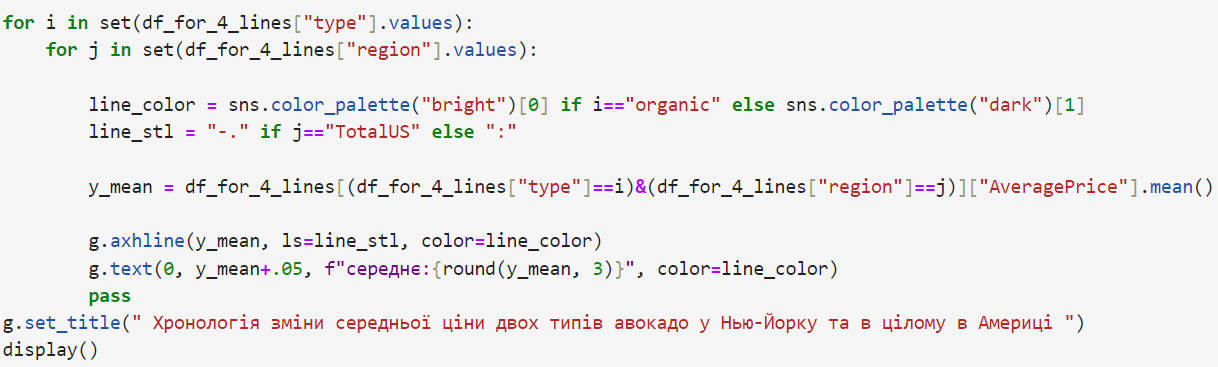 for i in set(df_for_4_lines["type"].values):
    for j in set(df_for_4_lines["region"].values):
        line_color = sns.color_palette("bright")[0] if i=="organic" else sns.color_palette("dark")[1]
        line_stl = "-." if j=="TotalUS" else ":"
        y_mean = df_for_4_lines[(df_for_4_lines["type"]==i)&(df_for_4_lines["region"]==j)]["AveragePrice"].mean()
        g.axhline(y_mean, ls=line_stl, color=line_color)
        g.text(0, y_mean+.05, f"середнє:{round(y_mean, 3)}", color=line_color)
        pass
g.set_title(" Хронологія зміни середньої ціни двох типів авокадо у Нью-Йорку та в цілому в Америці ")
display()